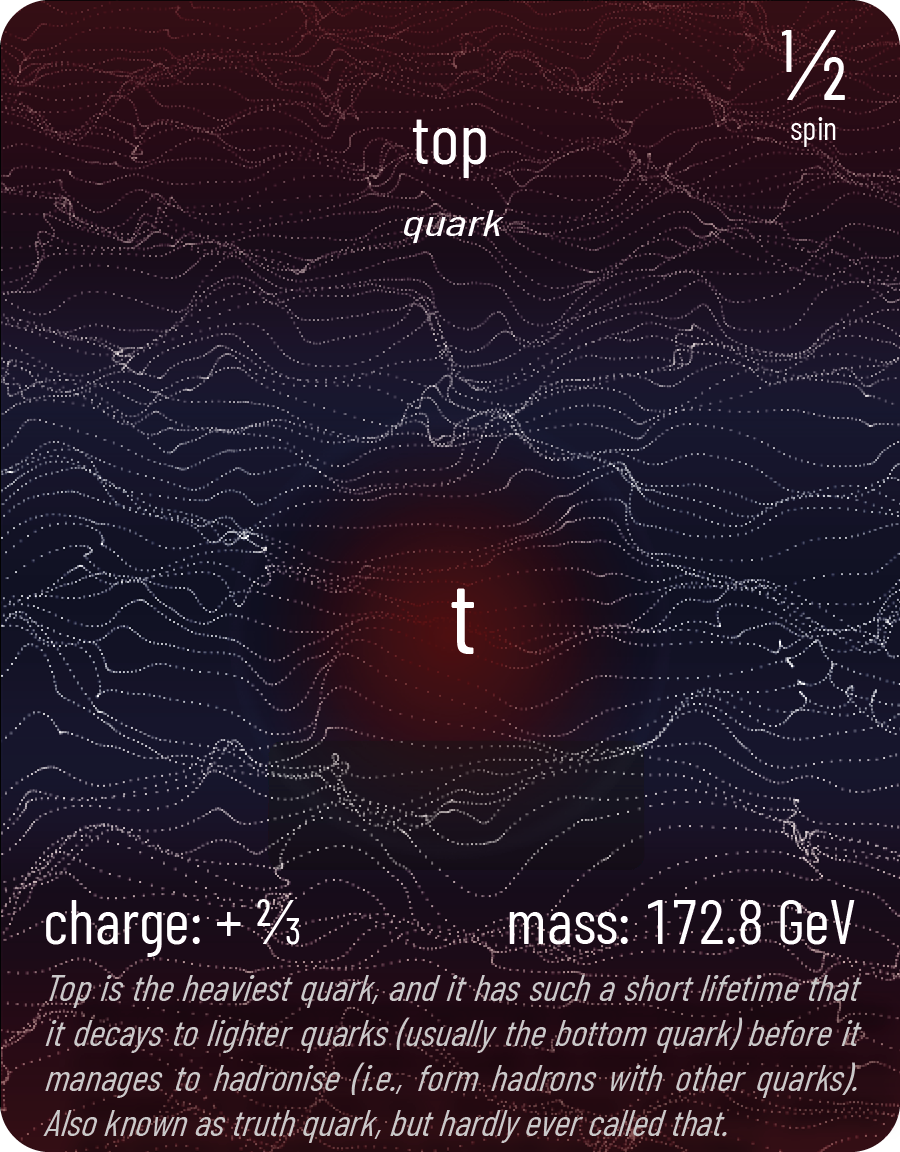 ½
spin
top
quark
t
charge: + ⅔ mass: 172.8 GeV
Top is the heaviest quark, and it has such a short lifetime that
it decays to lighter quarks (usually the bottom quark) before it
manages to hadronise (i.e., form hadrons with other quarks).
Also known as truth quark, but hardly ever called that.